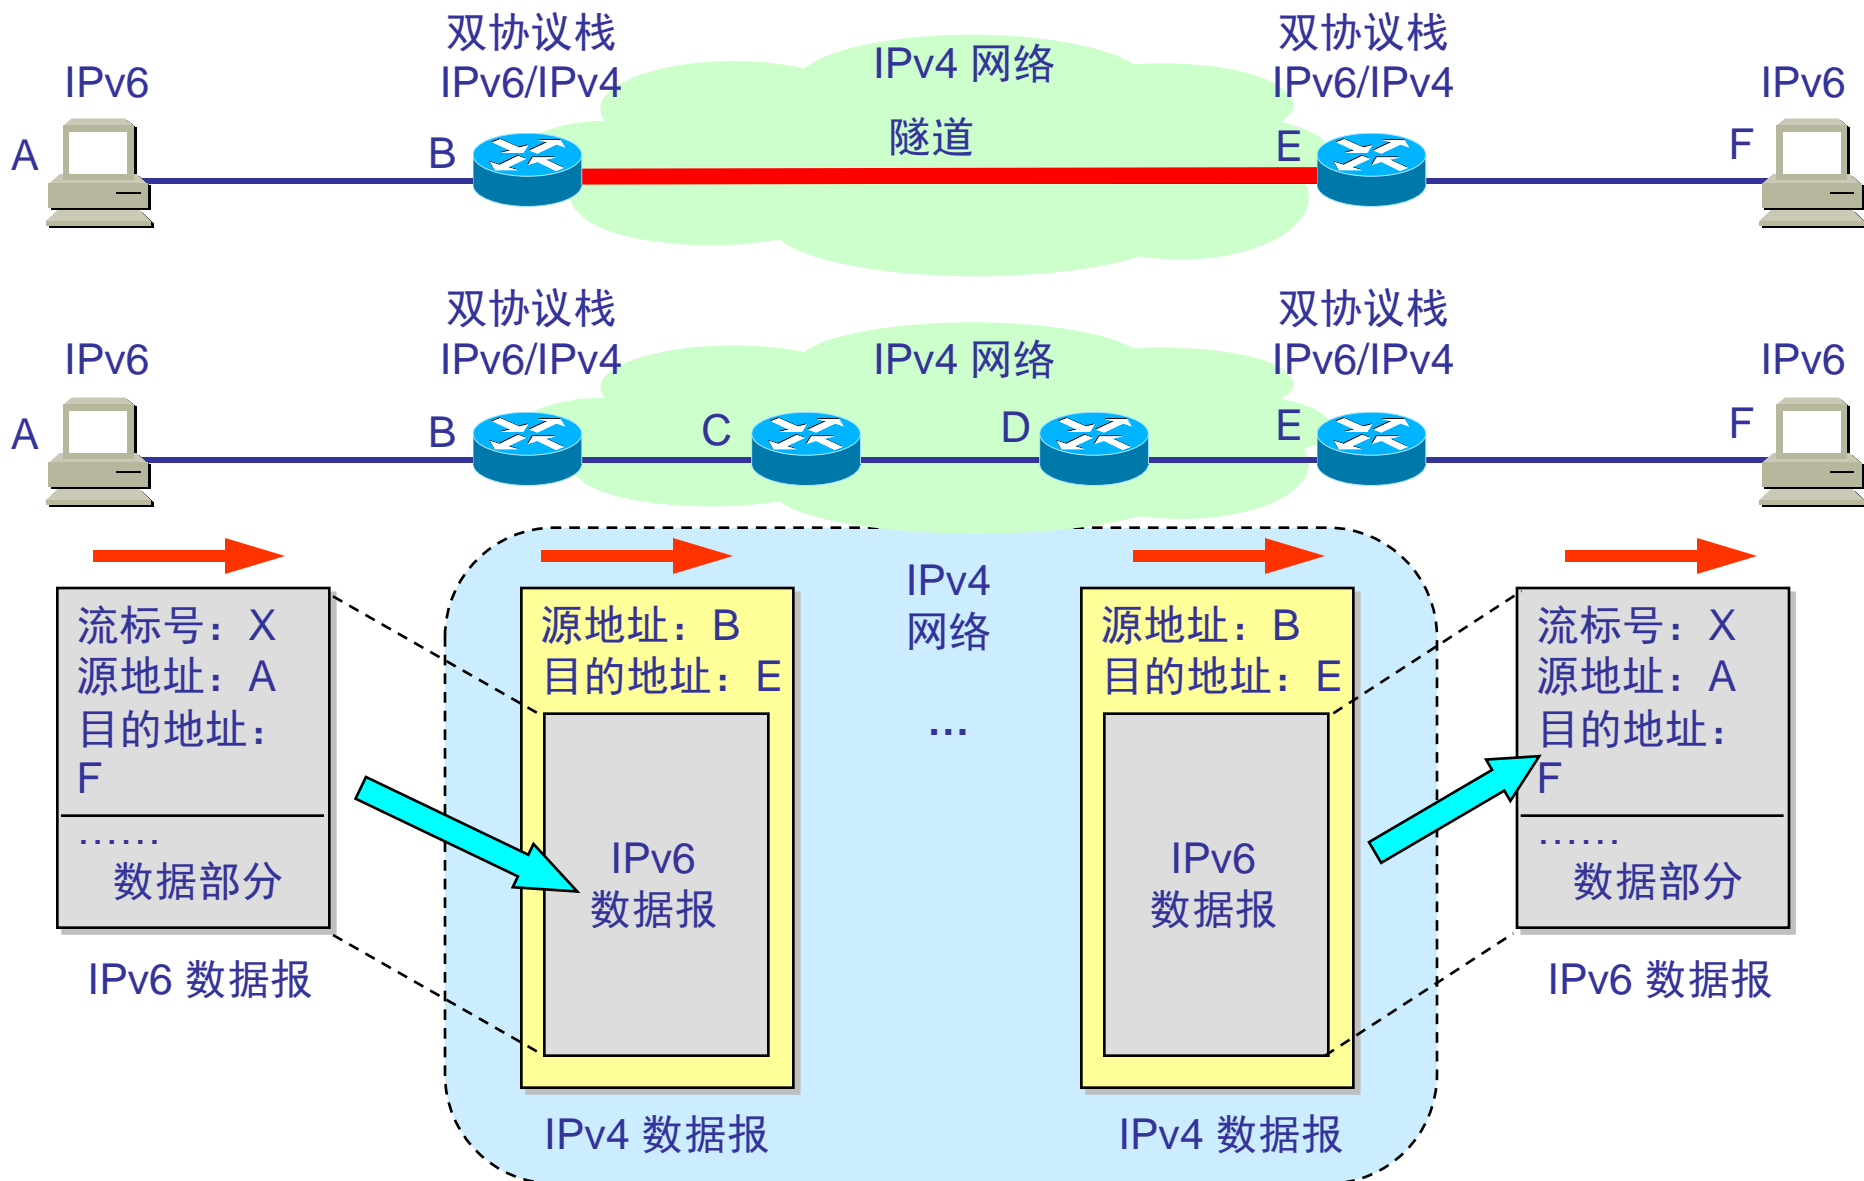 双协议栈
IPv6/IPv4
IPv4 网络
双协议栈
IPv6/IPv4
IPv6
IPv6
A
B
隧道
E
F
双协议栈
IPv6/IPv4
IPv4 网络
双协议栈
IPv6/IPv4
IPv6
IPv6
A
B
C
D
E
F
流标号：X
源地址：A
目的地址：
F
……
数据部分
IPv6 数据报
源地址：B
目的地址：E
IPv6
数据报
IPv4 数据报
IPv4
网络
…
源地址：B
目的地址：E
IPv6
数据报
IPv4 数据报
流标号：X
源地址：A
目的地址：
F
……
数据部分
IPv6 数据报